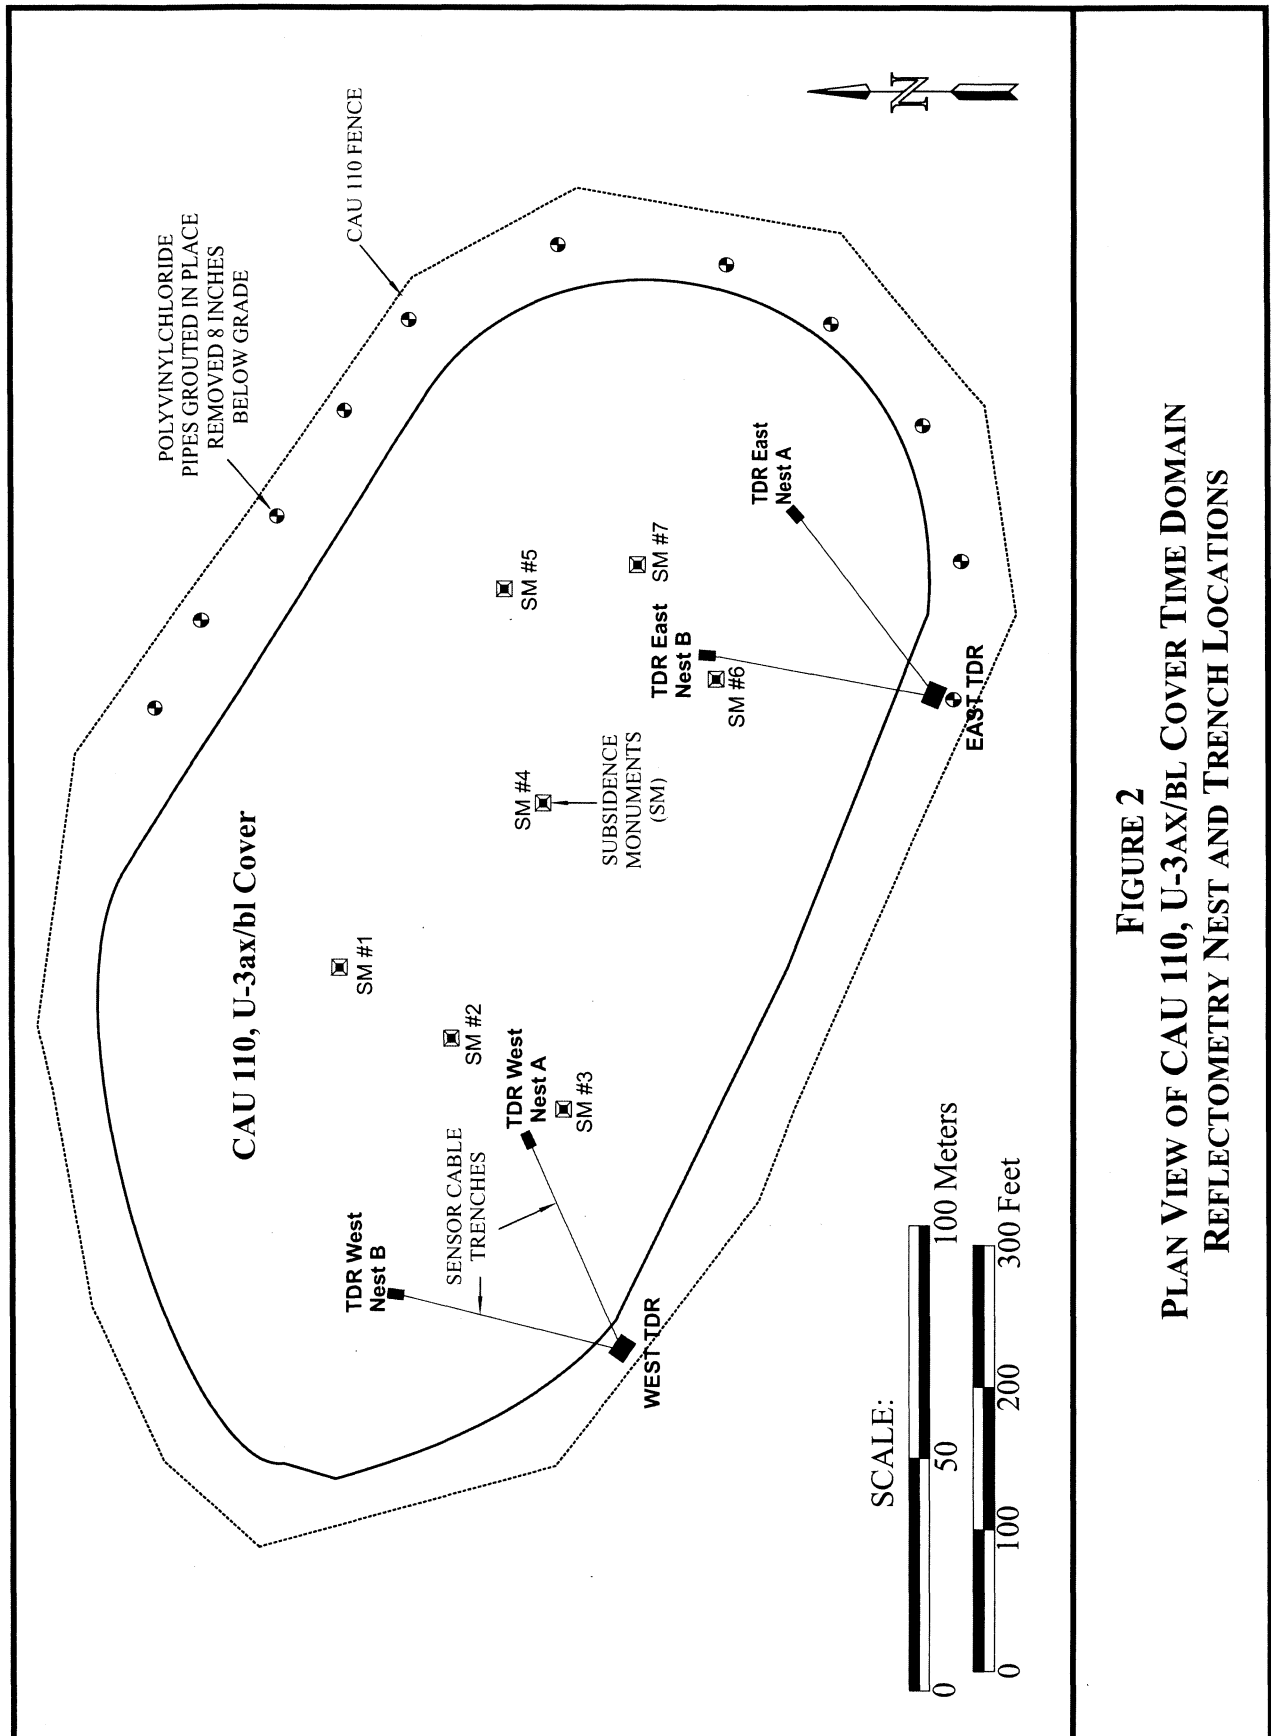 POLYVINYLCHLORIDE
PIPES GROUTED IN PLACE
REMOVED 8 INCHES
BELOW GRADE
CAU 110 FENCE
N
CAU 110, U-3ax/bl Cover
SM #1
SM #2
SM #3
SM #4
SM #5
SM #6
SM #7
SUBSIDENCE
MONUMENTS
(SM)
TDR West
Nest B
TDR West
Nest A
SENSOR CABLE
TRENCHES
WEST TDR
TDR East
Nest B
TDR East
Nest A
EAST TDR
SCALE:
0 50 100 Meters
0 100 200 300 Feet
FIGURE 2
PLAN VIEW OF CAU 110, U-3AX/BL COVER TIME DOMAIN
REFLECTOMETRY NEST AND TRENCH LOCATIONS